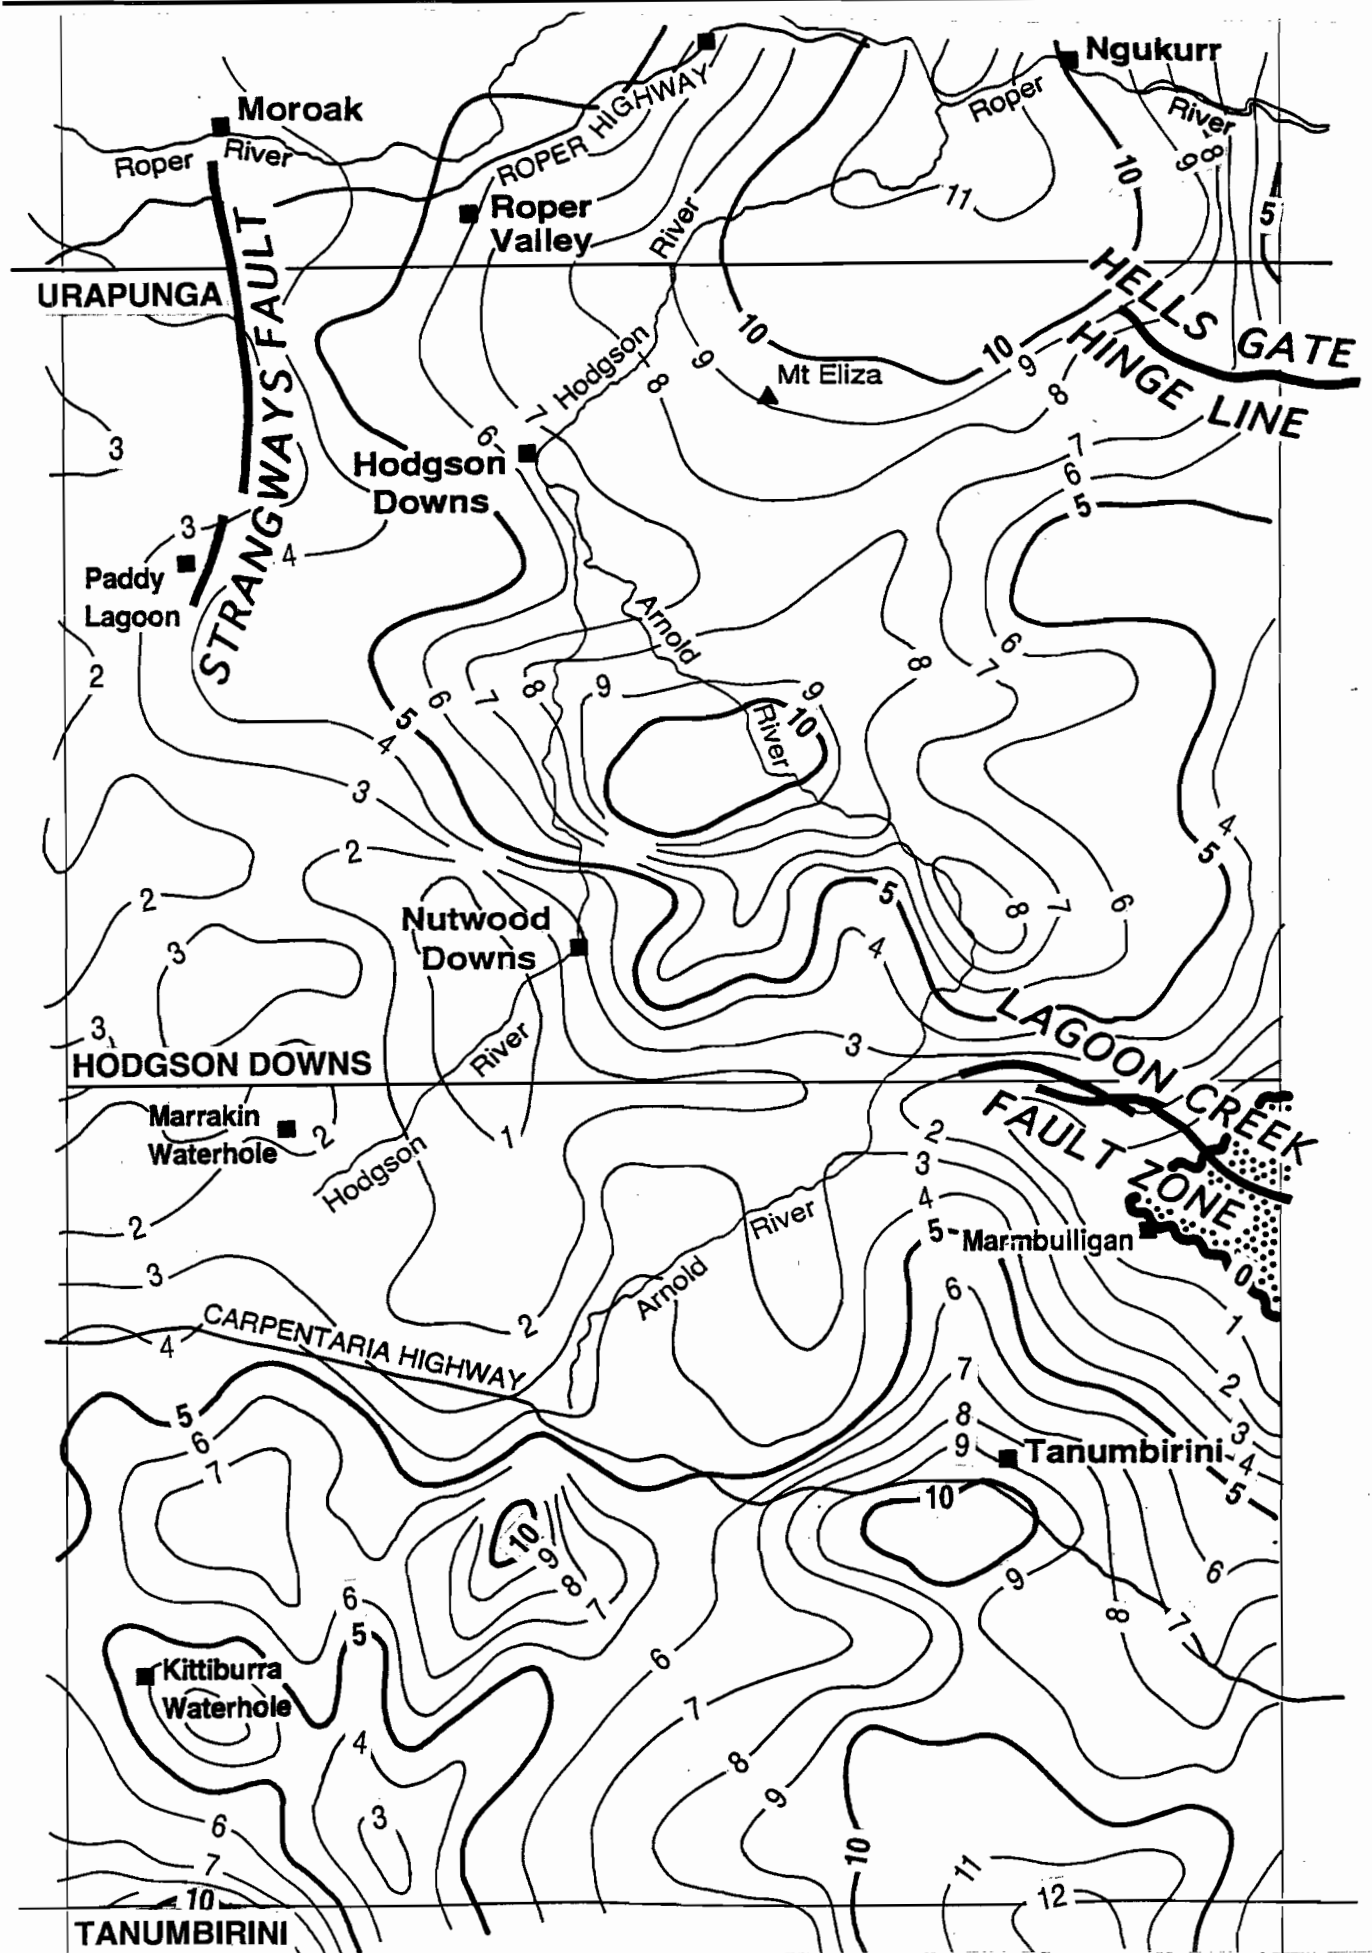 Ngukurr
Moroak
Roper
River
ROPER HIGHWAY
Roper
River
Roper
Valley
River
11
10
9
8
5
URAPUNGA
STRANGWAYS FAULT
HELLS GATE
HINGE LINE
10
10
9
8
9
8
Mt Eliza
Hodgson
7
6
3
Hodgson
Downs
7
6
5
3
4
Paddy
Lagoon
Arnold
River
2
6
7
8
9
10
9
8
7
6
5
4
3
2
4
5
2
3
3
Nutwood
Downs
5
4
8
7
6
River
3
LAGOON CREEK
FAULT ZONE
HODGSON DOWNS
Marrakin
Waterhole
2
Hodgson
1
2
3
4
5
Marmbulligan
0
River
Arnold
2
3
4
CARPENTARIA HIGHWAY
2
6
1
2
3
4
5
7
8
9
Tanumbirini
5
6
7
10
10
9
8
7
9
8
7
6
6
5
Kittiburra
Waterhole
6
7
8
9
4
3
6
7
10
10
11
12
TANUMBIRINI